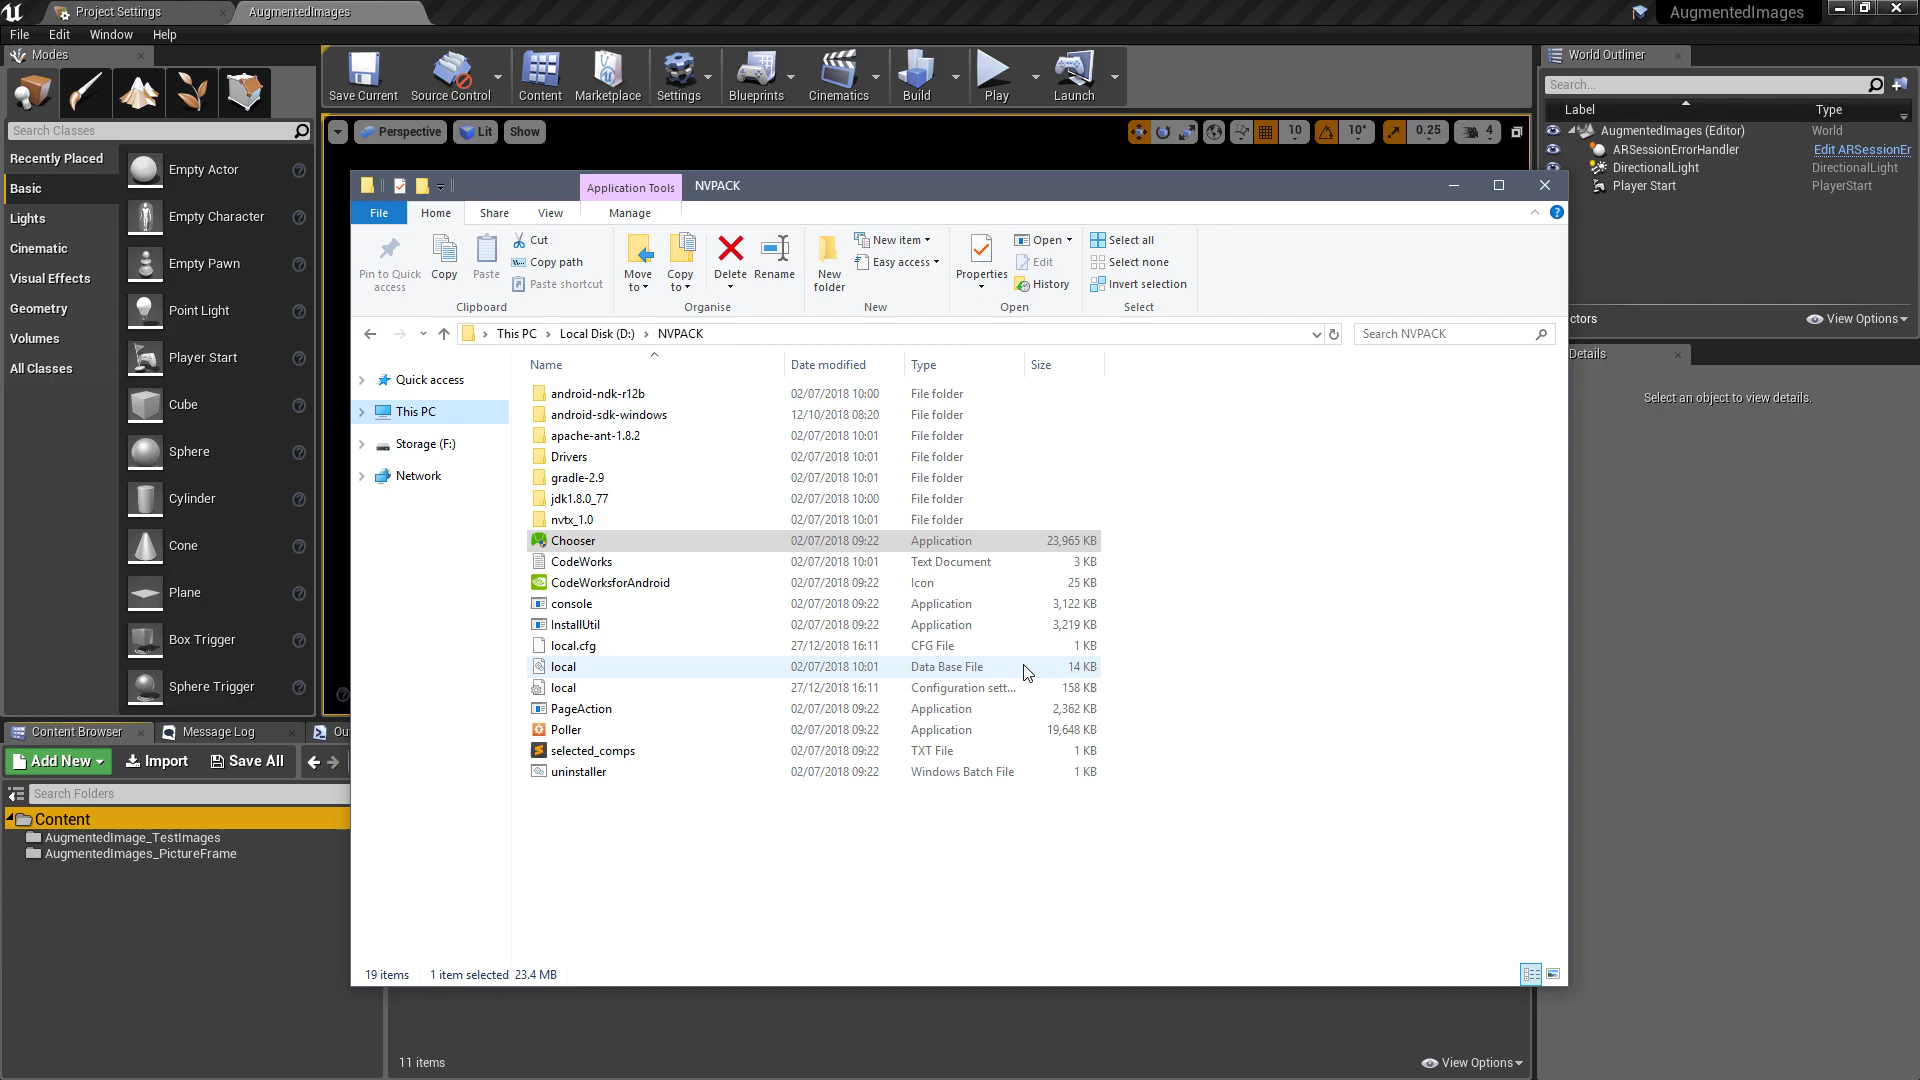 Project Settings
AugmentedImages
AugmentedImages
File Edit Window Help
Modes
Search Classes
Recently Placed
Basic
Lights
Cinematic
Visual Effects
Geometry
Volumes
All Classes
Empty Actor
Empty Character
Empty Pawn
Point Light
Player Start
Cube
Sphere
Cylinder
Cone
Plane
Box Trigger
Sphere Trigger
Save Current Source Control Content Marketplace Settings Blueprints Cinematics Build Play Launch
Perspective Lit Show
10 10° 0.25 4
World Outliner
Search...
Label Type
AugmentedImages (Editor) World
ARSessionErrorHandler Edit ARSessionEr
DirectionalLight DirectionalLight
Player Start PlayerStart
ctors View Options
Details
Select an object to view details.
Application Tools NVPACK
File Home Share View Manage
Pin to Quick access
Copy
Paste
Cut
Copy path
Paste shortcut
Clipboard
Move to
Copy to
Delete
Rename
Organise
New folder
New item
Easy access
New
Properties
Open
Edit
History
Open
Select all
Select none
Invert selection
Select
This PC Local Disk (D:) NVPACK
Search NVPACK
Quick access
This PC
Storage (F:)
Network
Name Date modified Type Size
android-ndk-r12b 02/07/2018 10:00 File folder
android-sdk-windows 12/10/2018 08:20 File folder
apache-ant-1.8.2 02/07/2018 10:01 File folder
Drivers 02/07/2018 10:01 File folder
gradle-2.9 02/07/2018 10:01 File folder
jdk1.8.0_77 02/07/2018 10:00 File folder
nvtx_1.0 02/07/2018 10:01 File folder
Chooser 02/07/2018 09:22 Application 23,965 KB
CodeWorks 02/07/2018 10:01 Text Document 3 KB
CodeWorksforAndroid 02/07/2018 09:22 Icon 25 KB
console 02/07/2018 09:22 Application 3,122 KB
InstallUtil 02/07/2018 09:22 Application 3,219 KB
local.cfg 27/12/2018 16:11 CFG File 1 KB
local 02/07/2018 10:01 Data Base File 14 KB
local 27/12/2018 16:11 Configuration sett... 158 KB
PageAction 02/07/2018 09:22 Application 2,362 KB
Poller 02/07/2018 09:22 Application 19,648 KB
selected_comps 02/07/2018 09:22 TXT File 1 KB
uninstaller 02/07/2018 09:22 Windows Batch File 1 KB
19 items 1 item selected 23.4 MB
Content Browser Message Log Ou
Add New Import Save All
Search Folders
Content
AugmentedImage_TestImages
AugmentedImages_PictureFrame
11 items View Options